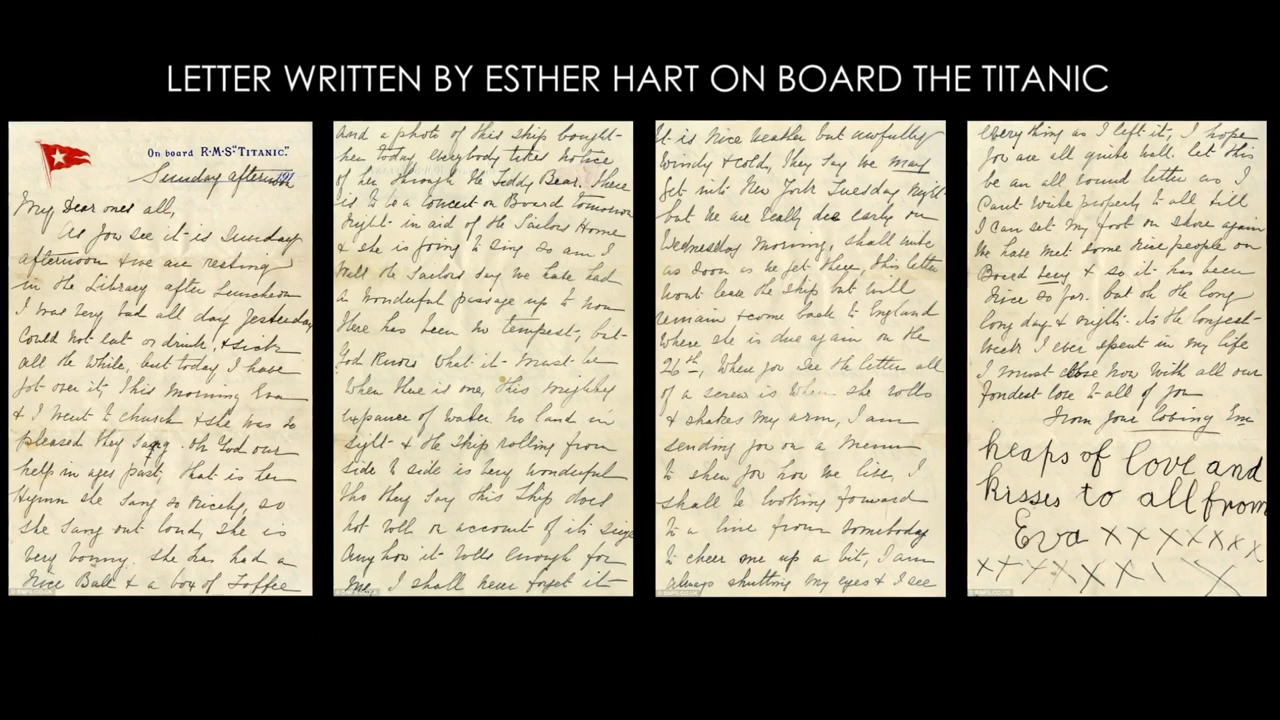 LETTER WRITTEN BY ESTHER HART ON BOARD THE TITANIC
On board R·M·S "TITANIC."
Sunday afternoon 191
My Dear ones all,
As you see it is Sunday
afternoon & we are resting
in the Library after Luncheon
I was very bad all day yesterday
Could not eat or drink, & sick
all the while, but today I have
got over it, This morning Eva
& I went to church & she was so
pleased they sang. Oh God our
help in ages past, that is her
Hymn she sang so nicely, so
she sang out loud, she is
very bonny. she has had a
nice Ball & a box of Toffee
and a photo of this ship bought
her today everybody takes notice
of her through the Teddy Bear. There
is to be a concert on Board tomorrow
night in aid of the Sailors Home
& she is going to sing so am I
Well the Sailors say we have had
a wonderful passage up to now
There has been no tempest, but
God knows what it must be
when there is one, This mighty
expance of water, no land in
sight & the ship rolling from
side to side is very wonderful
tho they say this Ship does
not roll on account of its size
Any how it rolls enough for
me, I shall never forget it
It is nice weather but awfully
windy & cold, They say we may
get into New York Tuesday night
but we are really due early on
Wednesday morning, shall write
as soon as we get there, This letter
wont leave the ship but will
remain & come back to England
where she is due again on the
26th, When you see the letter all
of a screw is when she rolls
& shakes my arm, I am
sending you on a menu
to show you how we live, I
shall be looking forward
to a line from somebody
to cheer me up a bit, I am
always shutting my eyes & I see
everything as I left it, I hope
you are all quite well. let this
be an all round letter as I
Cant write properly to all till
I can set my foot on shore again
We have met some nice people on
Board & so it has been
nice so far. but oh the long
long day & night. its the longest
week I ever spent in my life
I must close now with all our
fondest love to all of you
From your loving Em
heaps of love and
kisses to all from
Eva x x x x x x x
x x x x x x x \ \ x